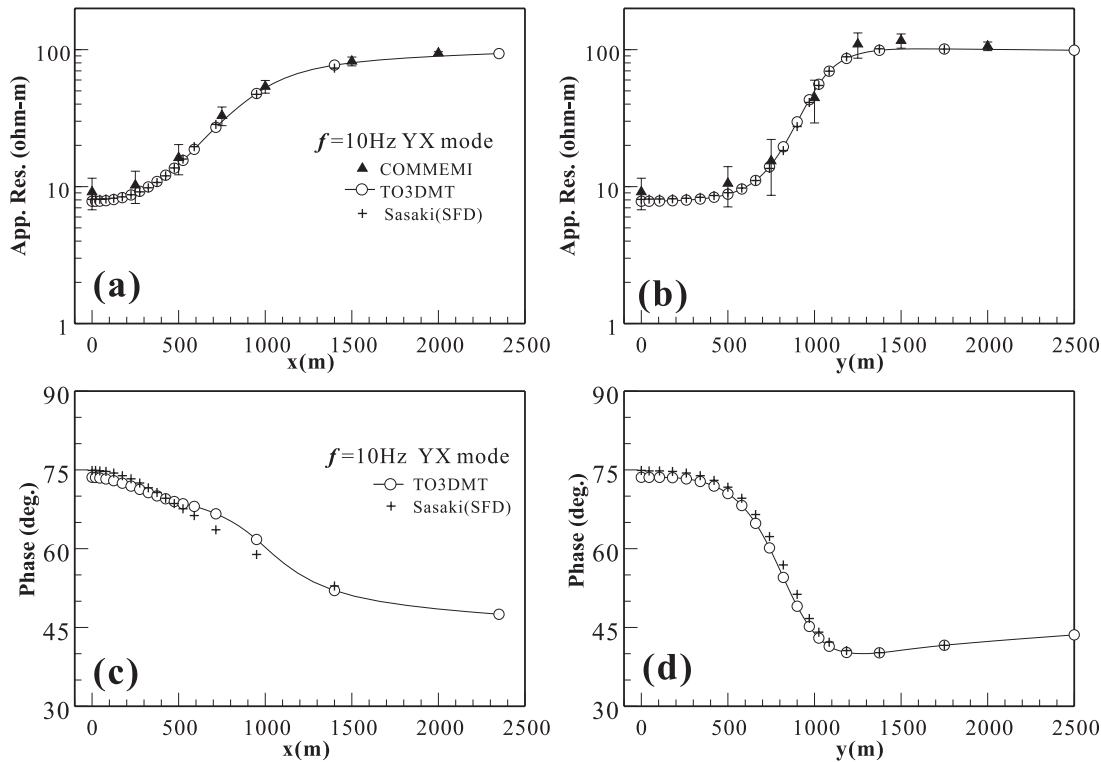 100
10
1
App. Res. (ohm-m)
f=10Hz YX mode
COMMEMI
TO3DMT
Sasaki(SFD)
(a)
0 500 1000 1500 2000 2500
x(m)
100
10
1
App. Res. (ohm-m)
(b)
0 500 1000 1500 2000 2500
y(m)
90
75
60
45
30
Phase (deg.)
f=10Hz YX mode
TO3DMT
Sasaki(SFD)
(c)
0 500 1000 1500 2000 2500
x(m)
90
75
60
45
30
Phase (deg.)
(d)
0 500 1000 1500 2000 2500
y(m)